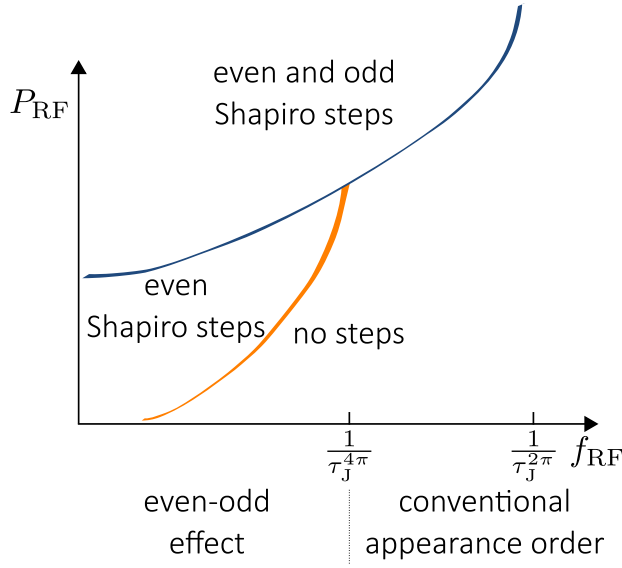 even and odd
Shapiro steps
P_RF
even
Shapiro steps
no steps
1/τ_J^4π
1/τ_J^2π
f_RF
even-odd
effect
conventional
appearance order